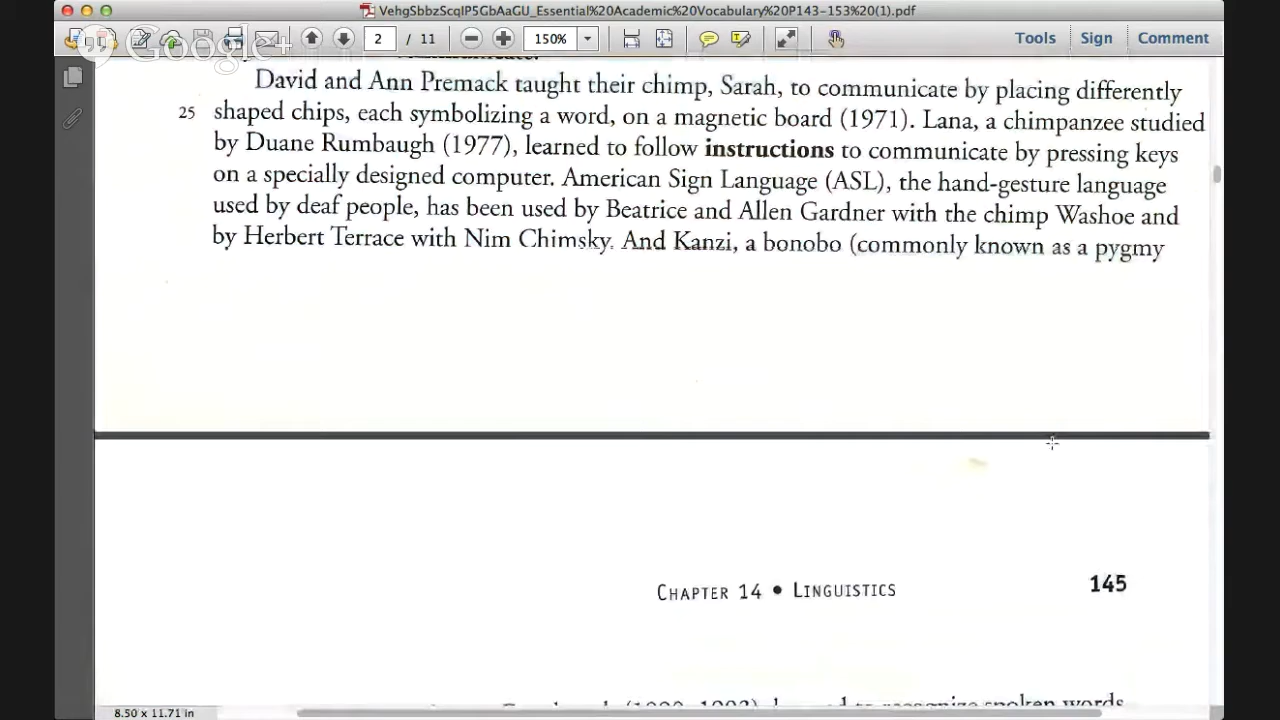 VehgSbbzScqIP5GbAaGU_Essential%20Academic%20Vocabulary%20P143-153%20(1).pdf
Google+
2 / 11
150%
Tools Sign Comment
David and Ann Premack taught their chimp, Sarah, to communicate by placing differently
25 shaped chips, each symbolizing a word, on a magnetic board (1971). Lana, a chimpanzee studied
by Duane Rumbaugh (1977), learned to follow instructions to communicate by pressing keys
on a specially designed computer. American Sign Language (ASL), the hand-gesture language
used by deaf people, has been used by Beatrice and Allen Gardner with the chimp Washoe and
by Herbert Terrace with Nim Chimsky. And Kanzi, a bonobo (commonly known as a pygmy
CHAPTER 14 • LINGUISTICS 145
spoken words
8.50 x 11.71 in